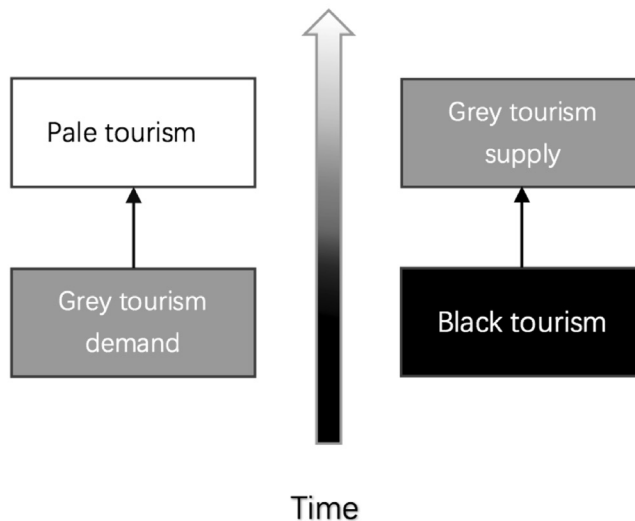 Pale tourism
Grey tourism
supply
Grey tourism
demand
Black tourism
Time